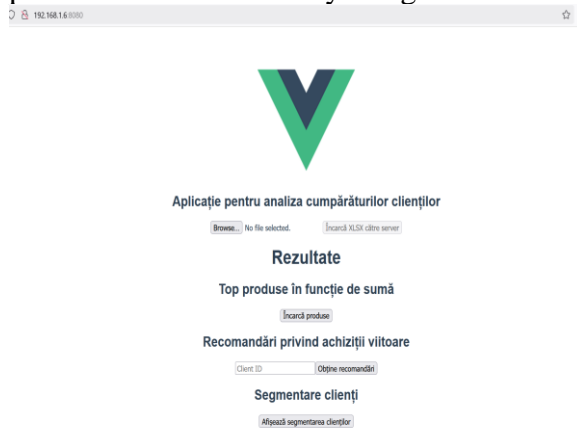 192.168.1.6:8080
Aplicație pentru analiza cumpărăturilor clienților
Browse... No file selected. Încarcă XLSX către server
Rezultate
Top produse în funcție de sumă
Încarcă produse
Recomandări privind achiziții viitoare
Client ID Obține recomandări
Segmentare clienți
Afișează segmentarea clienților